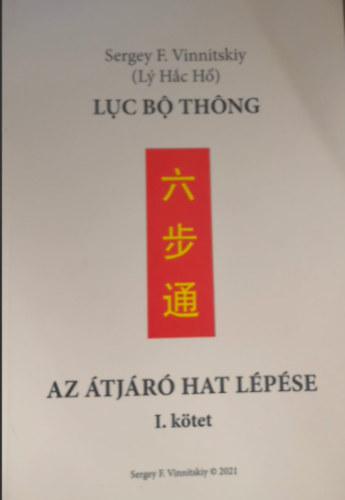 Sergey F. Vinnitskiy
(Lý Hắc Hổ)
LỤC BỘ THÔNG
六
步
通
AZ ÁTJÁRÓ HAT LÉPÉSE
I. kötet
Sergey F. Vinnitskiy © 2021